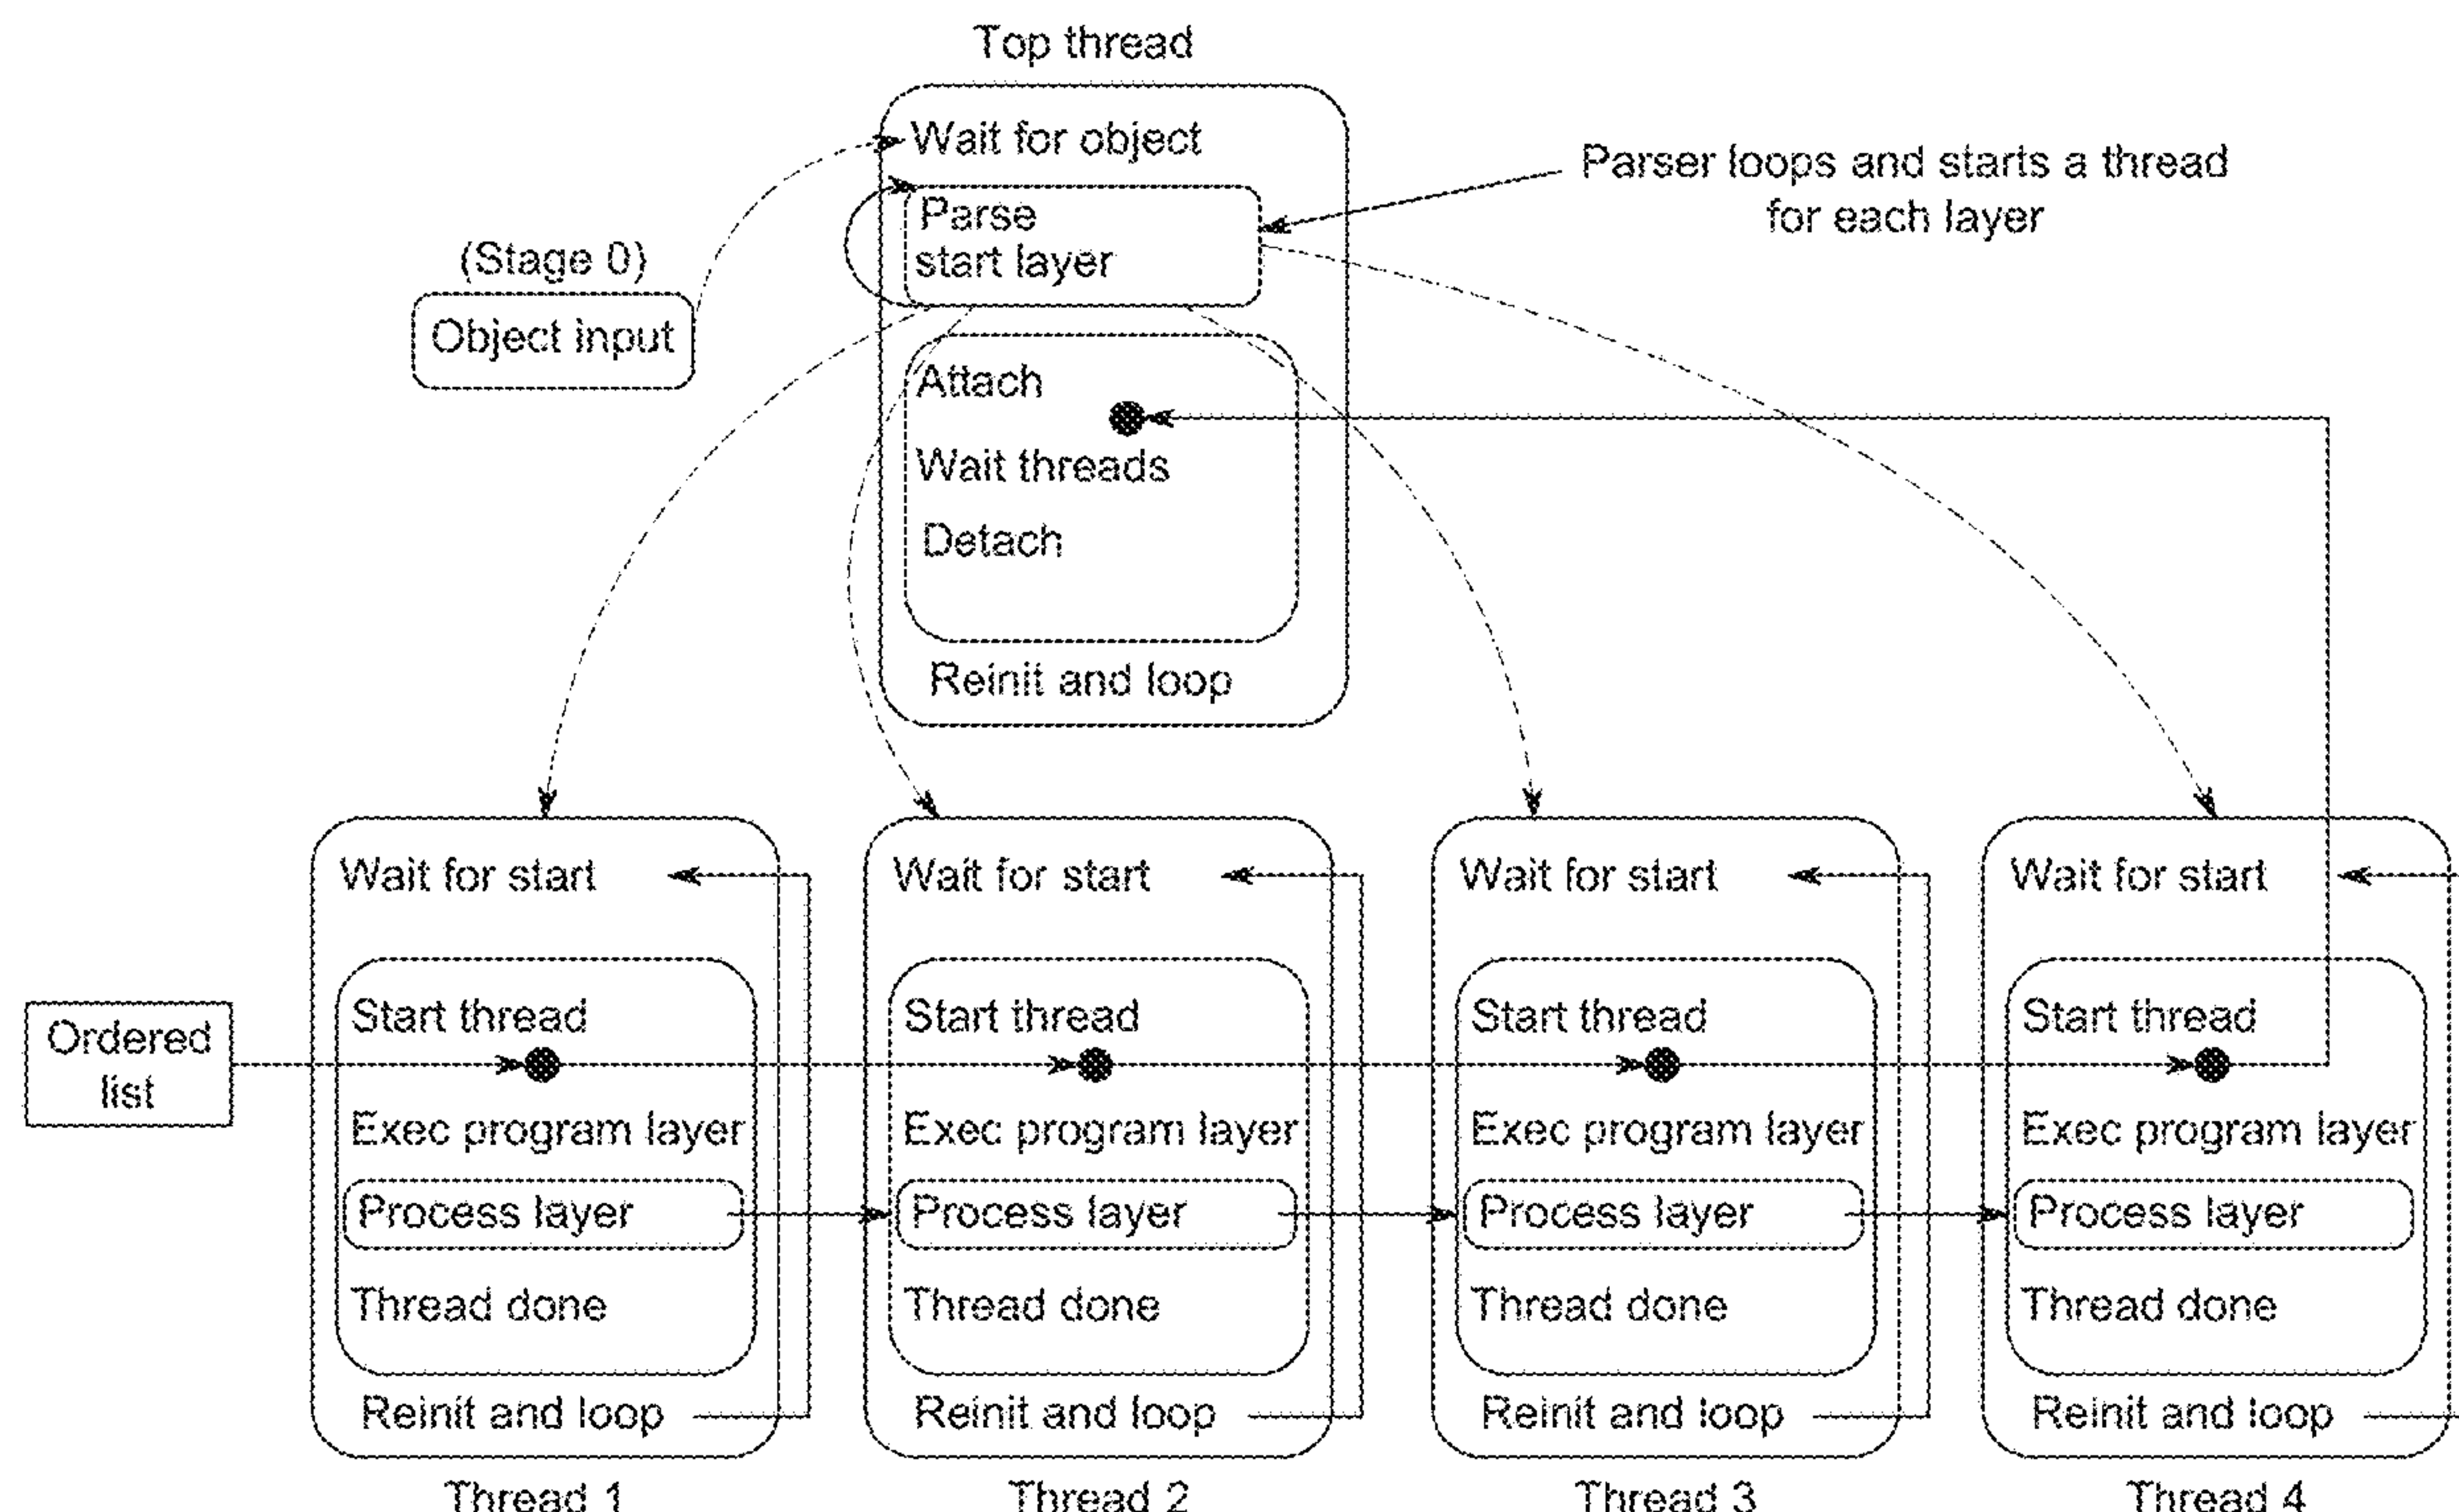 Top thread
Wait for object
Parser loops and starts a thread
for each layer
Parse
start layer
(Stage 0)
Object input
Attach
Wait threads
Detach
Reinit and loop
Wait for start
Wait for start
Wait for start
Wait for start
Ordered
list
Start thread
Start thread
Start thread
Start thread
Exec program layer
Exec program layer
Exec program layer
Exec program layer
Process layer
Process layer
Process layer
Process layer
Thread done
Thread done
Thread done
Thread done
Reinit and loop
Reinit and loop
Reinit and loop
Reinit and loop
Thread 1
Thread 2
Thread 3
Thread 4